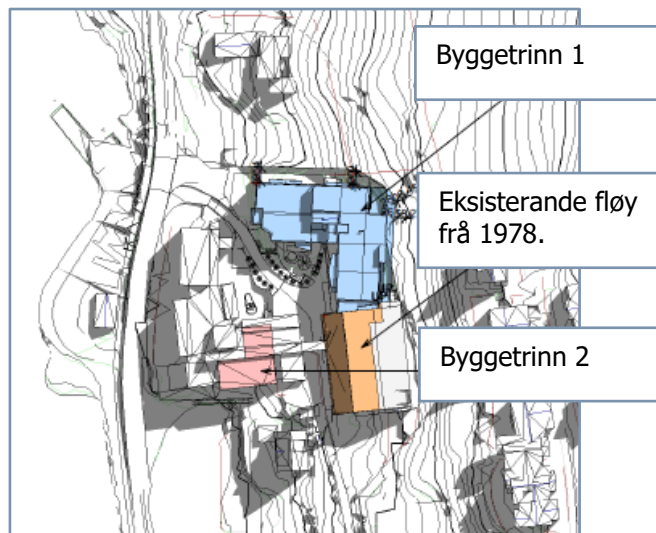 Byggetrinn 1
Eksisterande fløy
frå 1978.
Byggetrinn 2